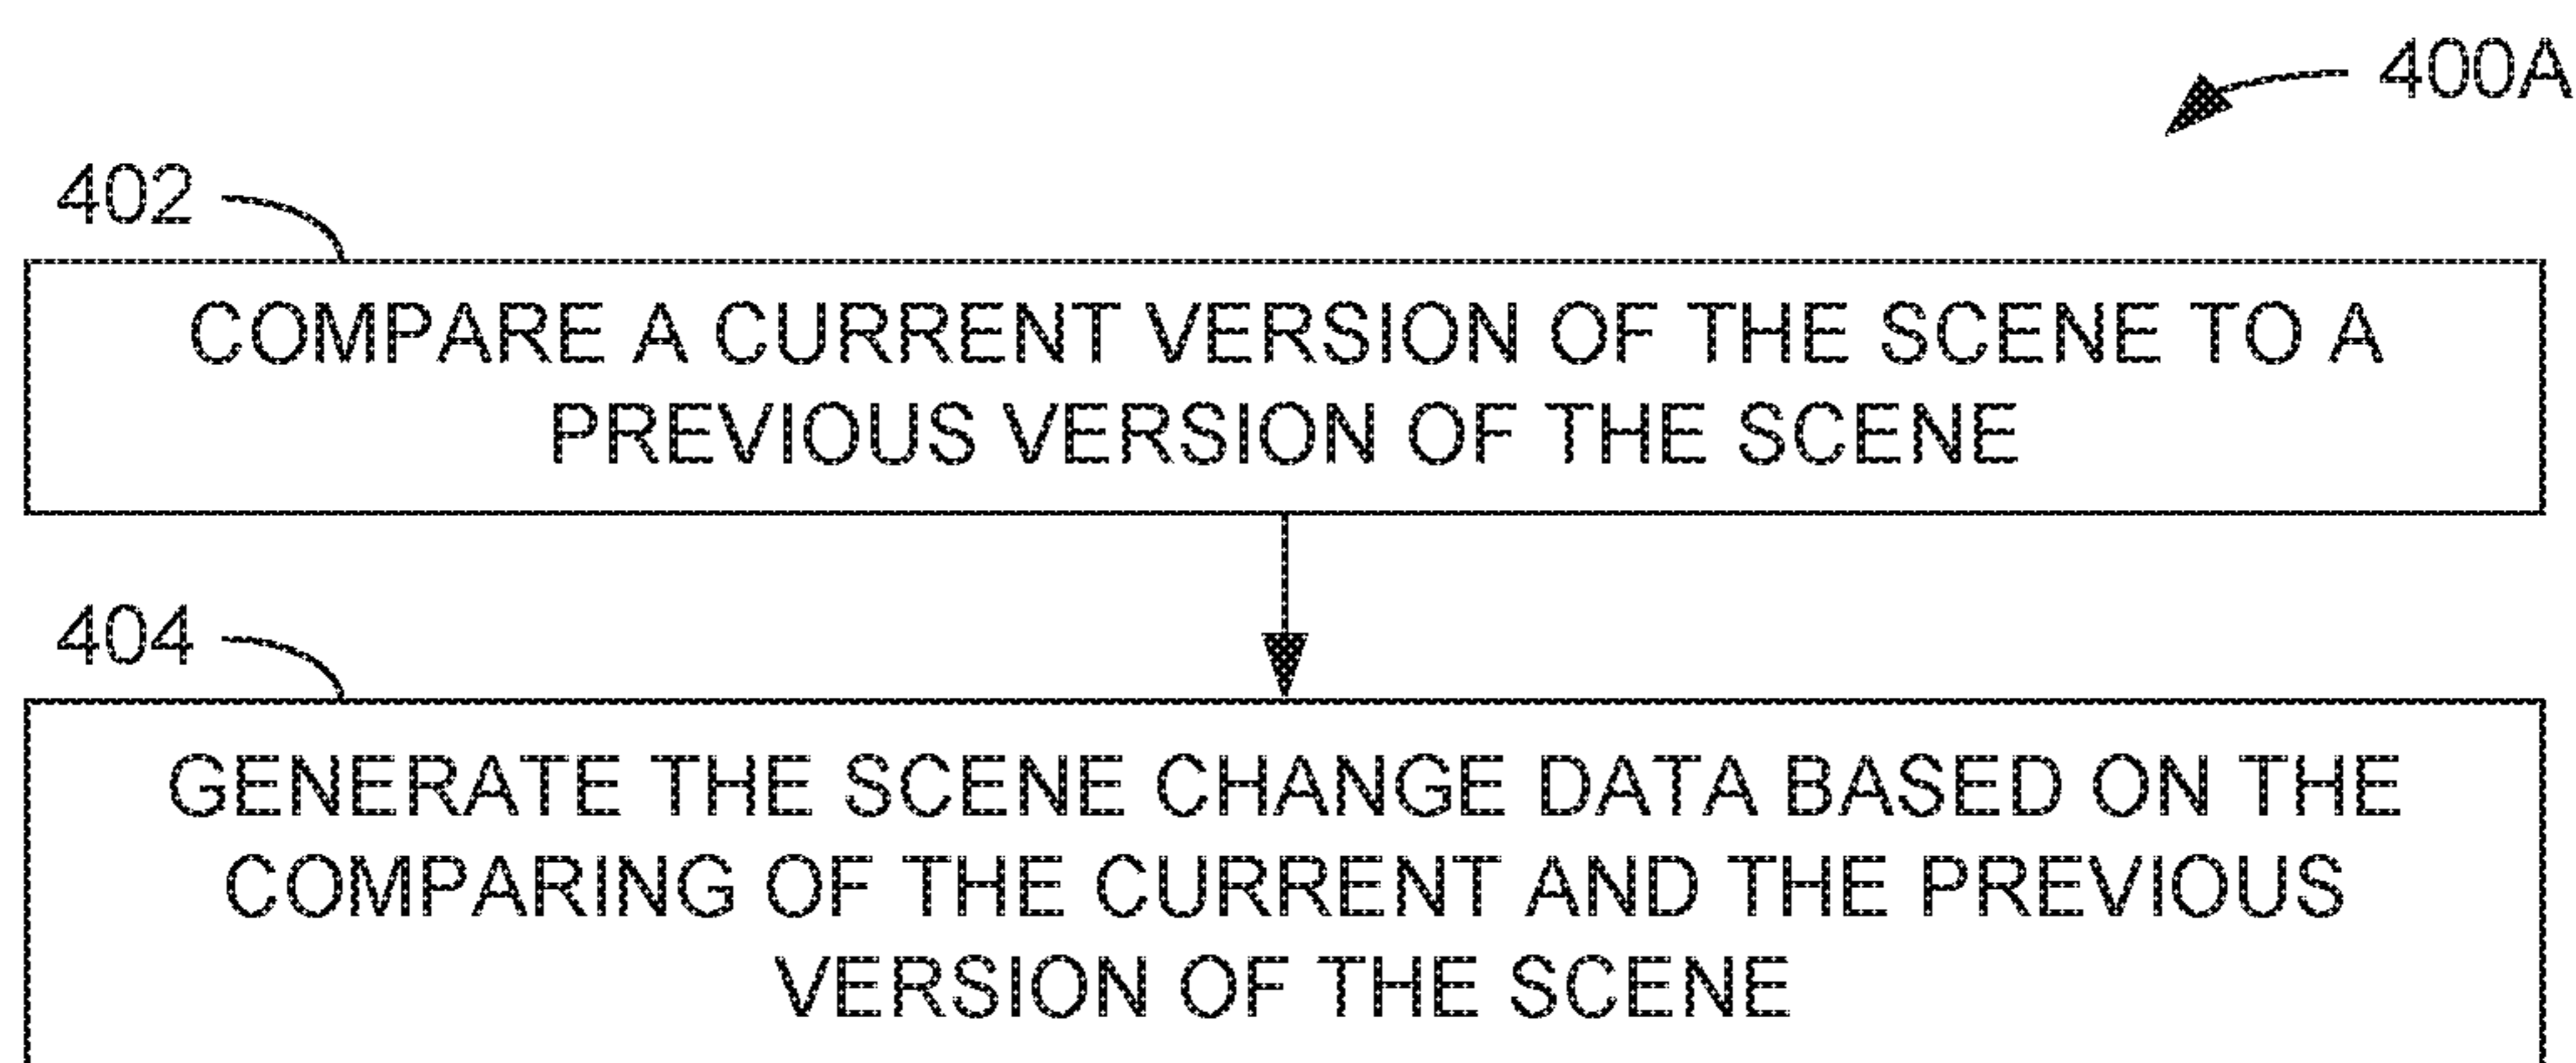 400A
402
COMPARE A CURRENT VERSION OF THE SCENE TO A
PREVIOUS VERSION OF THE SCENE
404
GENERATE THE SCENE CHANGE DATA BASED ON THE
COMPARING OF THE CURRENT AND THE PREVIOUS
VERSION OF THE SCENE